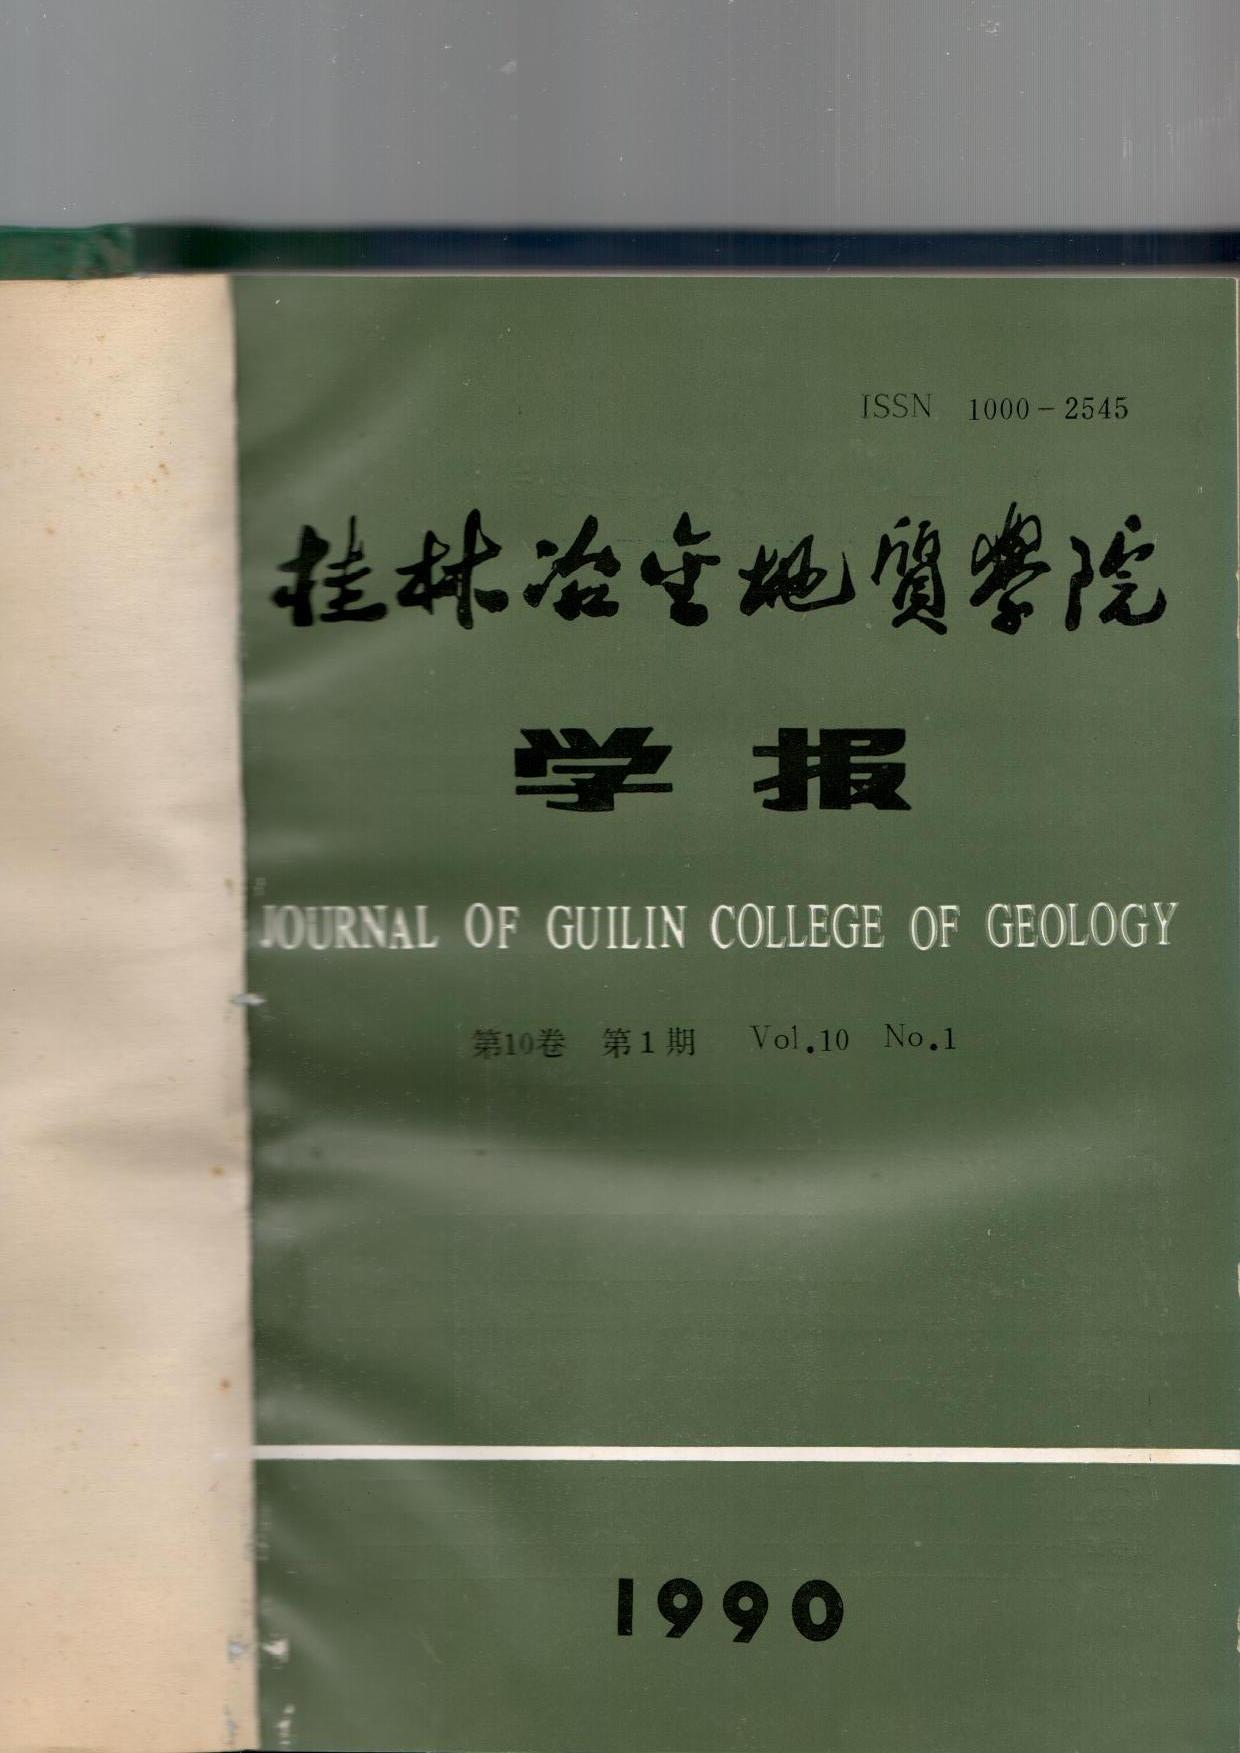 ISSN 1000-2545
桂林冶金地质學院
学报
JOURNAL OF GUILIN COLLEGE OF GEOLOGY
第10卷 第1期 Vol.10 No.1
1990